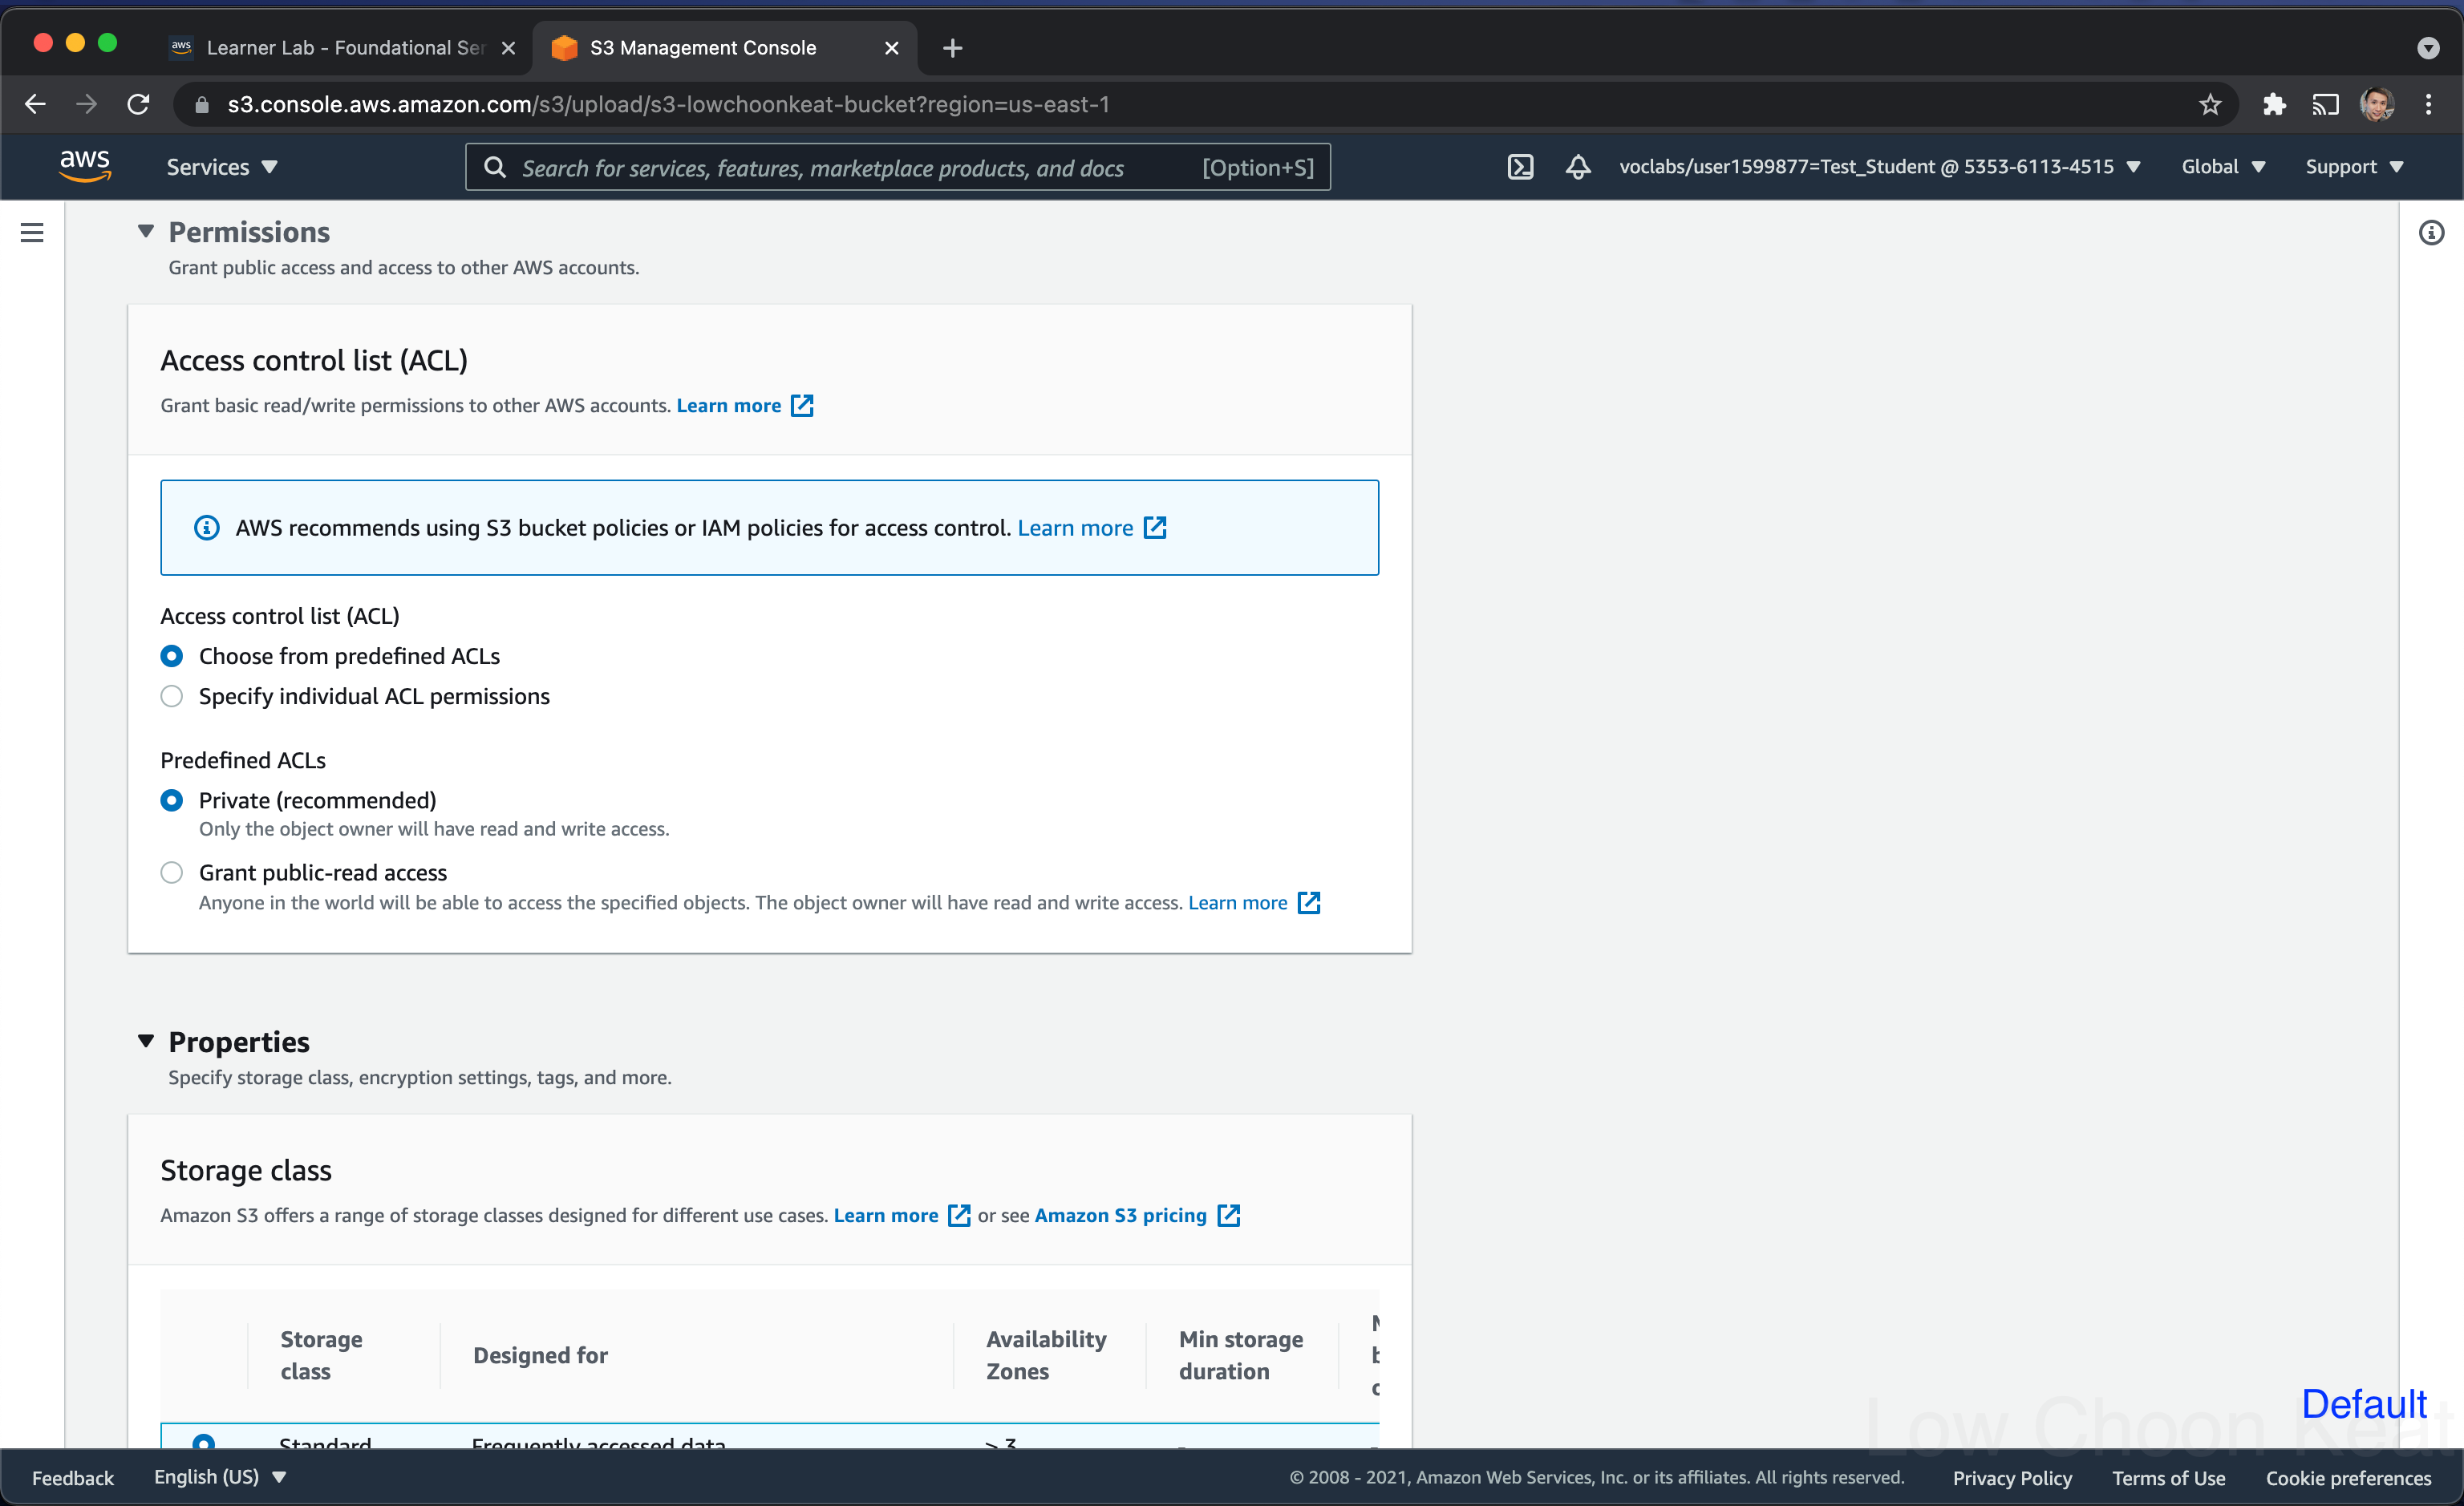 aws Learner Lab - Foundational Ser
S3 Management Console
s3.console.aws.amazon.com/s3/upload/s3-lowchoonkeat-bucket?region=us-east-1
aws Services Search for services, features, marketplace products, and docs [Option+S] voclabs/user1599877=Test_Student @ 5353-6113-4515 Global Support
Permissions
Grant public access and access to other AWS accounts.
Access control list (ACL)
Grant basic read/write permissions to other AWS accounts. Learn more
AWS recommends using S3 bucket policies or IAM policies for access control. Learn more
Access control list (ACL)
Choose from predefined ACLs
Specify individual ACL permissions
Predefined ACLs
Private (recommended)
Only the object owner will have read and write access.
Grant public-read access
Anyone in the world will be able to access the specified objects. The object owner will have read and write access. Learn more
Properties
Specify storage class, encryption settings, tags, and more.
Storage class
Amazon S3 offers a range of storage classes designed for different use cases. Learn more or see Amazon S3 pricing
Storage class
Designed for
Availability Zones
Min storage duration
Standard Frequently accessed data ≥ 3 -
Low Choon Keat
Default
Feedback English (US) © 2008 - 2021, Amazon Web Services, Inc. or its affiliates. All rights reserved. Privacy Policy Terms of Use Cookie preferences